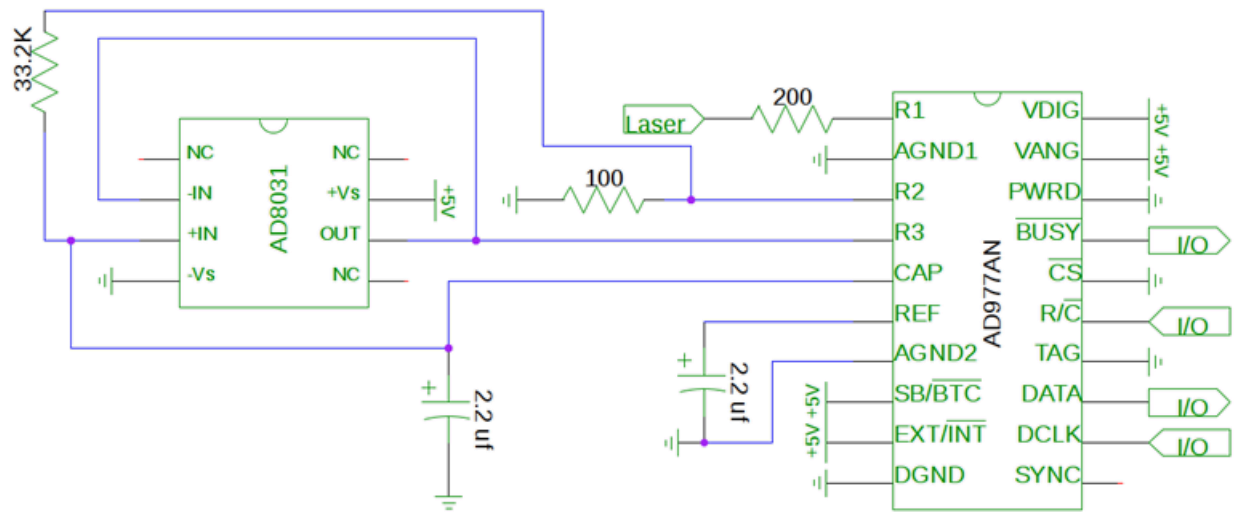 33.2K
AD8031
NC
-IN
+IN
-Vs
NC
+Vs
OUT
NC
+5V
2.2 uf
Laser
200
100
2.2 uf
+5V +5V
AD977AN
R1
AGND1
R2
R3
CAP
REF
AGND2
SB/BTC
EXT/INT
DGND
VDIG
VANG
PWRD
BUSY
CS
R/C
TAG
DATA
DCLK
SYNC
+5V +5V
I/O
I/O
I/O
I/O